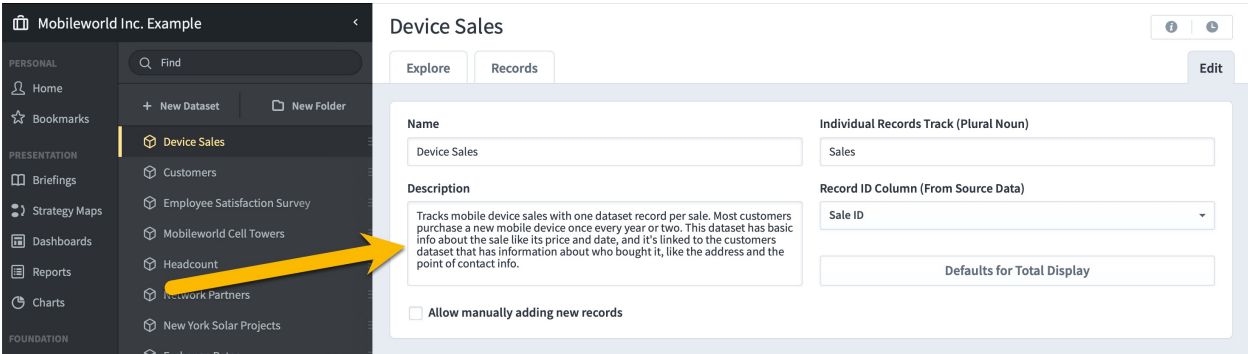 Mobileworld Inc. Example
PERSONAL
Home
Bookmarks
PRESENTATION
Briefings
Strategy Maps
Dashboards
Reports
Charts
FOUNDATION
Find
+ New Dataset
New Folder
Device Sales
Customers
Employee Satisfaction Survey
Mobileworld Cell Towers
Headcount
Network Partners
New York Solar Projects
Device Sales
Explore
Records
Edit
Name
Device Sales
Description
Tracks mobile device sales with one dataset record per sale. Most customers
purchase a new mobile device once every year or two. This dataset has basic
info about the sale like its price and date, and it's linked to the customers
dataset that has information about who bought it, like the address and the
point of contact info.
Allow manually adding new records
Individual Records Track (Plural Noun)
Sales
Record ID Column (From Source Data)
Sale ID
Defaults for Total Display